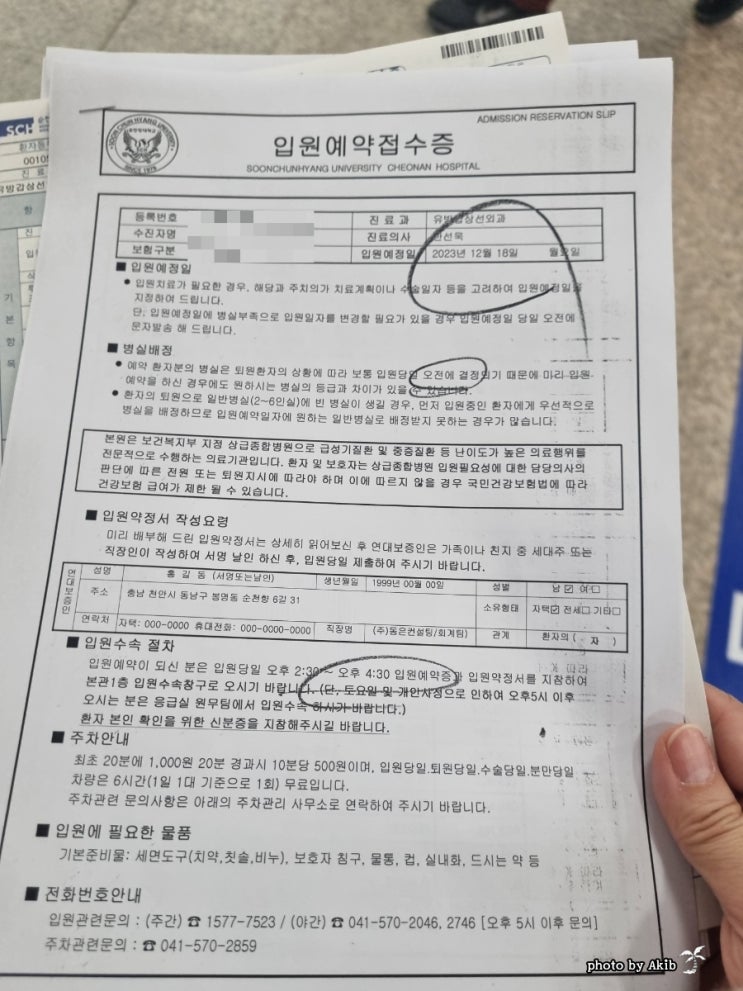 ADMISSION RESERVATION SLIP
입원예약접수증
SOONCHUNHYANG UNIVERSITY CHEONAN HOSPITAL
SOON CHUN HYANG UNIVERSITY
SINCE 1978
SCH
환자등
0010
등록번호
진 료 과 유방갑상선외과
수진자명
진료의사 한선욱
보험구분
입원예정일 2023년 12월 18일 월요일
■ 입원예정일
● 입원치료가 필요한 경우, 해당과 주치의가 치료계획이나 수술일자 등을 고려하여 입원예정일을
지정하여 드립니다.
단, 입원예정일에 병실부족으로 입원일자를 변경할 필요가 있을 경우 입원예정일 당일 오전에
문자발송 해 드립니다.
■ 병실배정
● 예약 환자분의 병실은 퇴원환자의 상황에 따라 보통 입원당일 오전에 결정되기 때문에 미리 입원
예약을 하신 경우에도 원하시는 병실의 등급과 차이가 있을 수 있습니다.
● 환자의 퇴원으로 일반병실(2~6인실)에 빈 병실이 생길 경우, 먼저 입원중인 환자에게 우선적으로
병실을 배정하므로 입원예약일자에 원하는 일반병실로 배정받지 못하는 경우가 많습니다.
본원은 보건복지부 지정 상급종합병원으로 급성기질환 및 중증질환 등 난이도가 높은 의료행위를
전문적으로 수행하는 의료기관입니다. 환자 및 보호자는 상급종합병원 입원필요성에 대한 담당의사의
판단에 따른 전원 또는 퇴원지시에 따라야 하며 이에 따르지 않을 경우 국민건강보험법에 따라
건강보험 급여가 제한 될 수 있습니다.
■ 입원약정서 작성요령
미리 배부해 드린 입원약정서는 상세히 읽어보신 후 연대보증인은 가족이나 친지 중 세대주 또는
직장인이 작성하여 서명 날인 하신 후, 입원당일 제출하여 주시기 바랍니다.
연대보증인
성명 홍 길 동 (서명또는날인) 생년월일 1999년 00월 00일 성별 남☑ 여□
주소 충남 천안시 동남구 봉명동 순천향 6길 31 소유형태 자택☑ 전세□ 기타□
연락처 자택: 000-0000 휴대전화: 000-0000-0000 직장명 (주)동은컨설팅/회계팀) 관계 환자의 ( 자 )
■ 입원수속 절차
입원예약이 되신 분은 입원당일 오후 2:30 ~ 오후 4:30 입원예약증과 입원약정서를 지참하여
본관1층 입원수속창구로 오시기 바랍니다. (단, 토요일 및 개인사정으로 인하여 오후5시 이후
오시는 분은 응급실 원무팀에서 입원수속 하시기 바랍니다.)
환자 본인 확인을 위한 신분증을 지참해주시길 바랍니다.
■ 주차안내
최초 20분에 1,000원 20분 경과시 10분당 500원이며, 입원당일.퇴원당일.수술당일.분만당일
차량은 6시간(1일 1대 기준으로 1회) 무료입니다.
주차관련 문의사항은 아래의 주차관리 사무소로 연락하여 주시기 바랍니다.
■ 입원에 필요한 물품
기본준비물: 세면도구(치약,칫솔,비누), 보호자 침구, 물통, 컵, 실내화, 드시는 약 등
■ 전화번호안내
입원관련문의 : (주간) ☎ 1577-7523 / (야간) ☎ 041-570-2046, 2746 [오후 5시 이후 문의]
주차관련문의 : ☎ 041-570-2859
photo by Akib